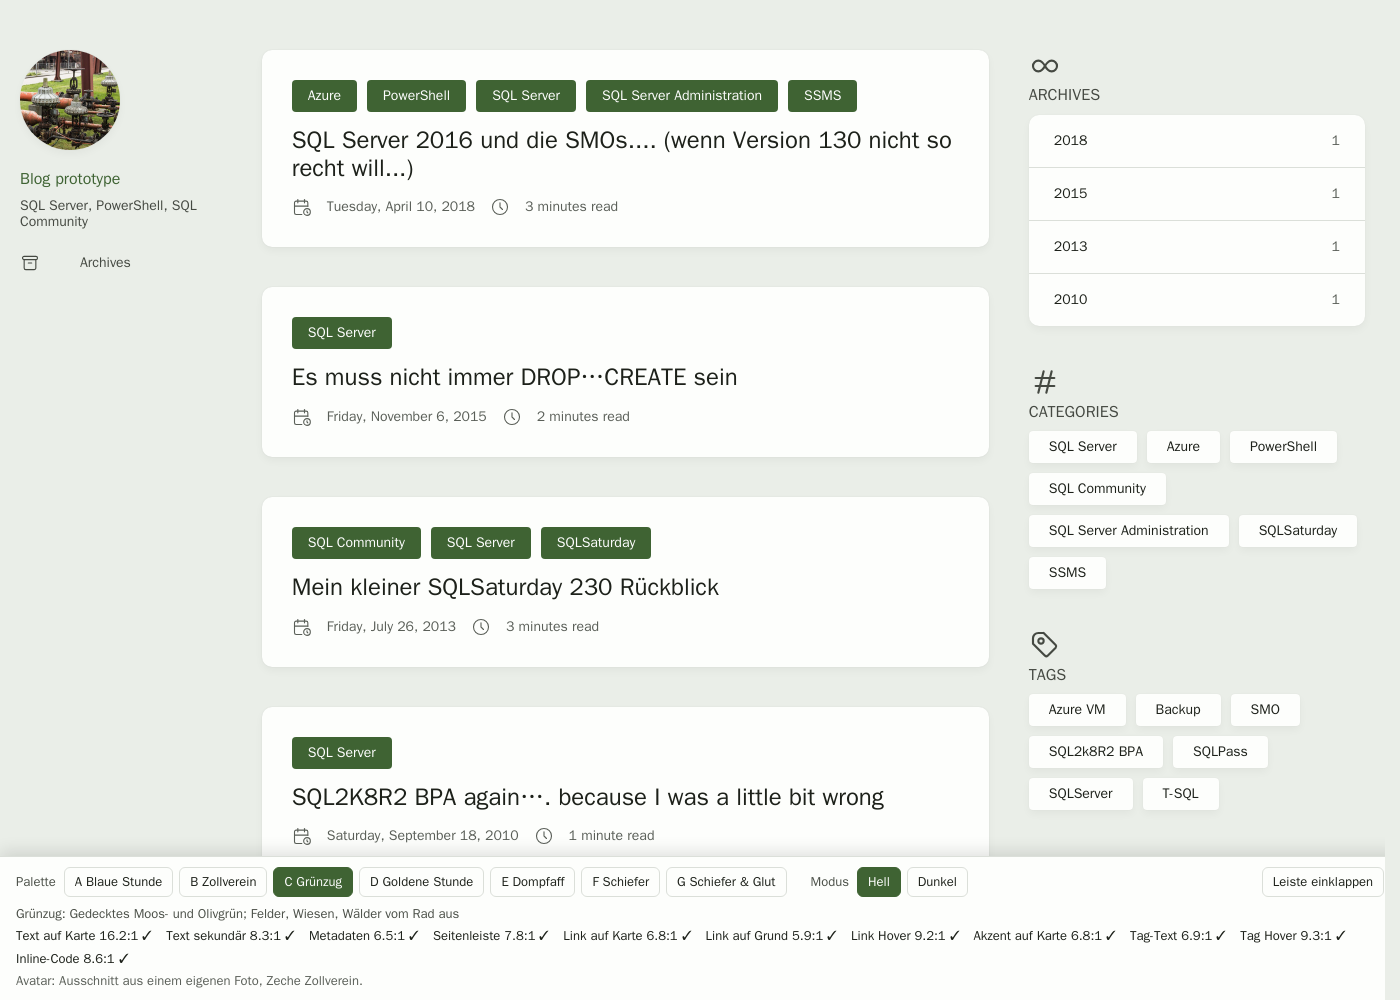 Blog prototype
SQL Server, PowerShell, SQL
Community
Archives
Azure PowerShell SQL Server SQL Server Administration SSMS
SQL Server 2016 und die SMOs.... (wenn Version 130 nicht so
recht will...)
Tuesday, April 10, 2018 3 minutes read
SQL Server
Es muss nicht immer DROP···CREATE sein
Friday, November 6, 2015 2 minutes read
SQL Community SQL Server SQLSaturday
Mein kleiner SQLSaturday 230 Rückblick
Friday, July 26, 2013 3 minutes read
SQL Server
SQL2K8R2 BPA again···. because I was a little bit wrong
Saturday, September 18, 2010 1 minute read
ARCHIVES
2018 1
2015 1
2013 1
2010 1
CATEGORIES
SQL Server Azure PowerShell
SQL Community
SQL Server Administration SQLSaturday
SSMS
TAGS
Azure VM Backup SMO
SQL2k8R2 BPA SQLPass
SQLServer T-SQL
Palette A Blaue Stunde B Zollverein C Grünzug D Goldene Stunde E Dompfaff F Schiefer G Schiefer & Glut Modus Hell Dunkel Leiste einklappen
Grünzug: Gedecktes Moos- und Olivgrün; Felder, Wiesen, Wälder vom Rad aus
Text auf Karte 16.2:1 ✓ Text sekundär 8.3:1 ✓ Metadaten 6.5:1 ✓ Seitenleiste 7.8:1 ✓ Link auf Karte 6.8:1 ✓ Link auf Grund 5.9:1 ✓ Link Hover 9.2:1 ✓ Akzent auf Karte 6.8:1 ✓ Tag-Text 6.9:1 ✓ Tag Hover 9.3:1 ✓
Inline-Code 8.6:1 ✓
Avatar: Ausschnitt aus einem eigenen Foto, Zeche Zollverein.